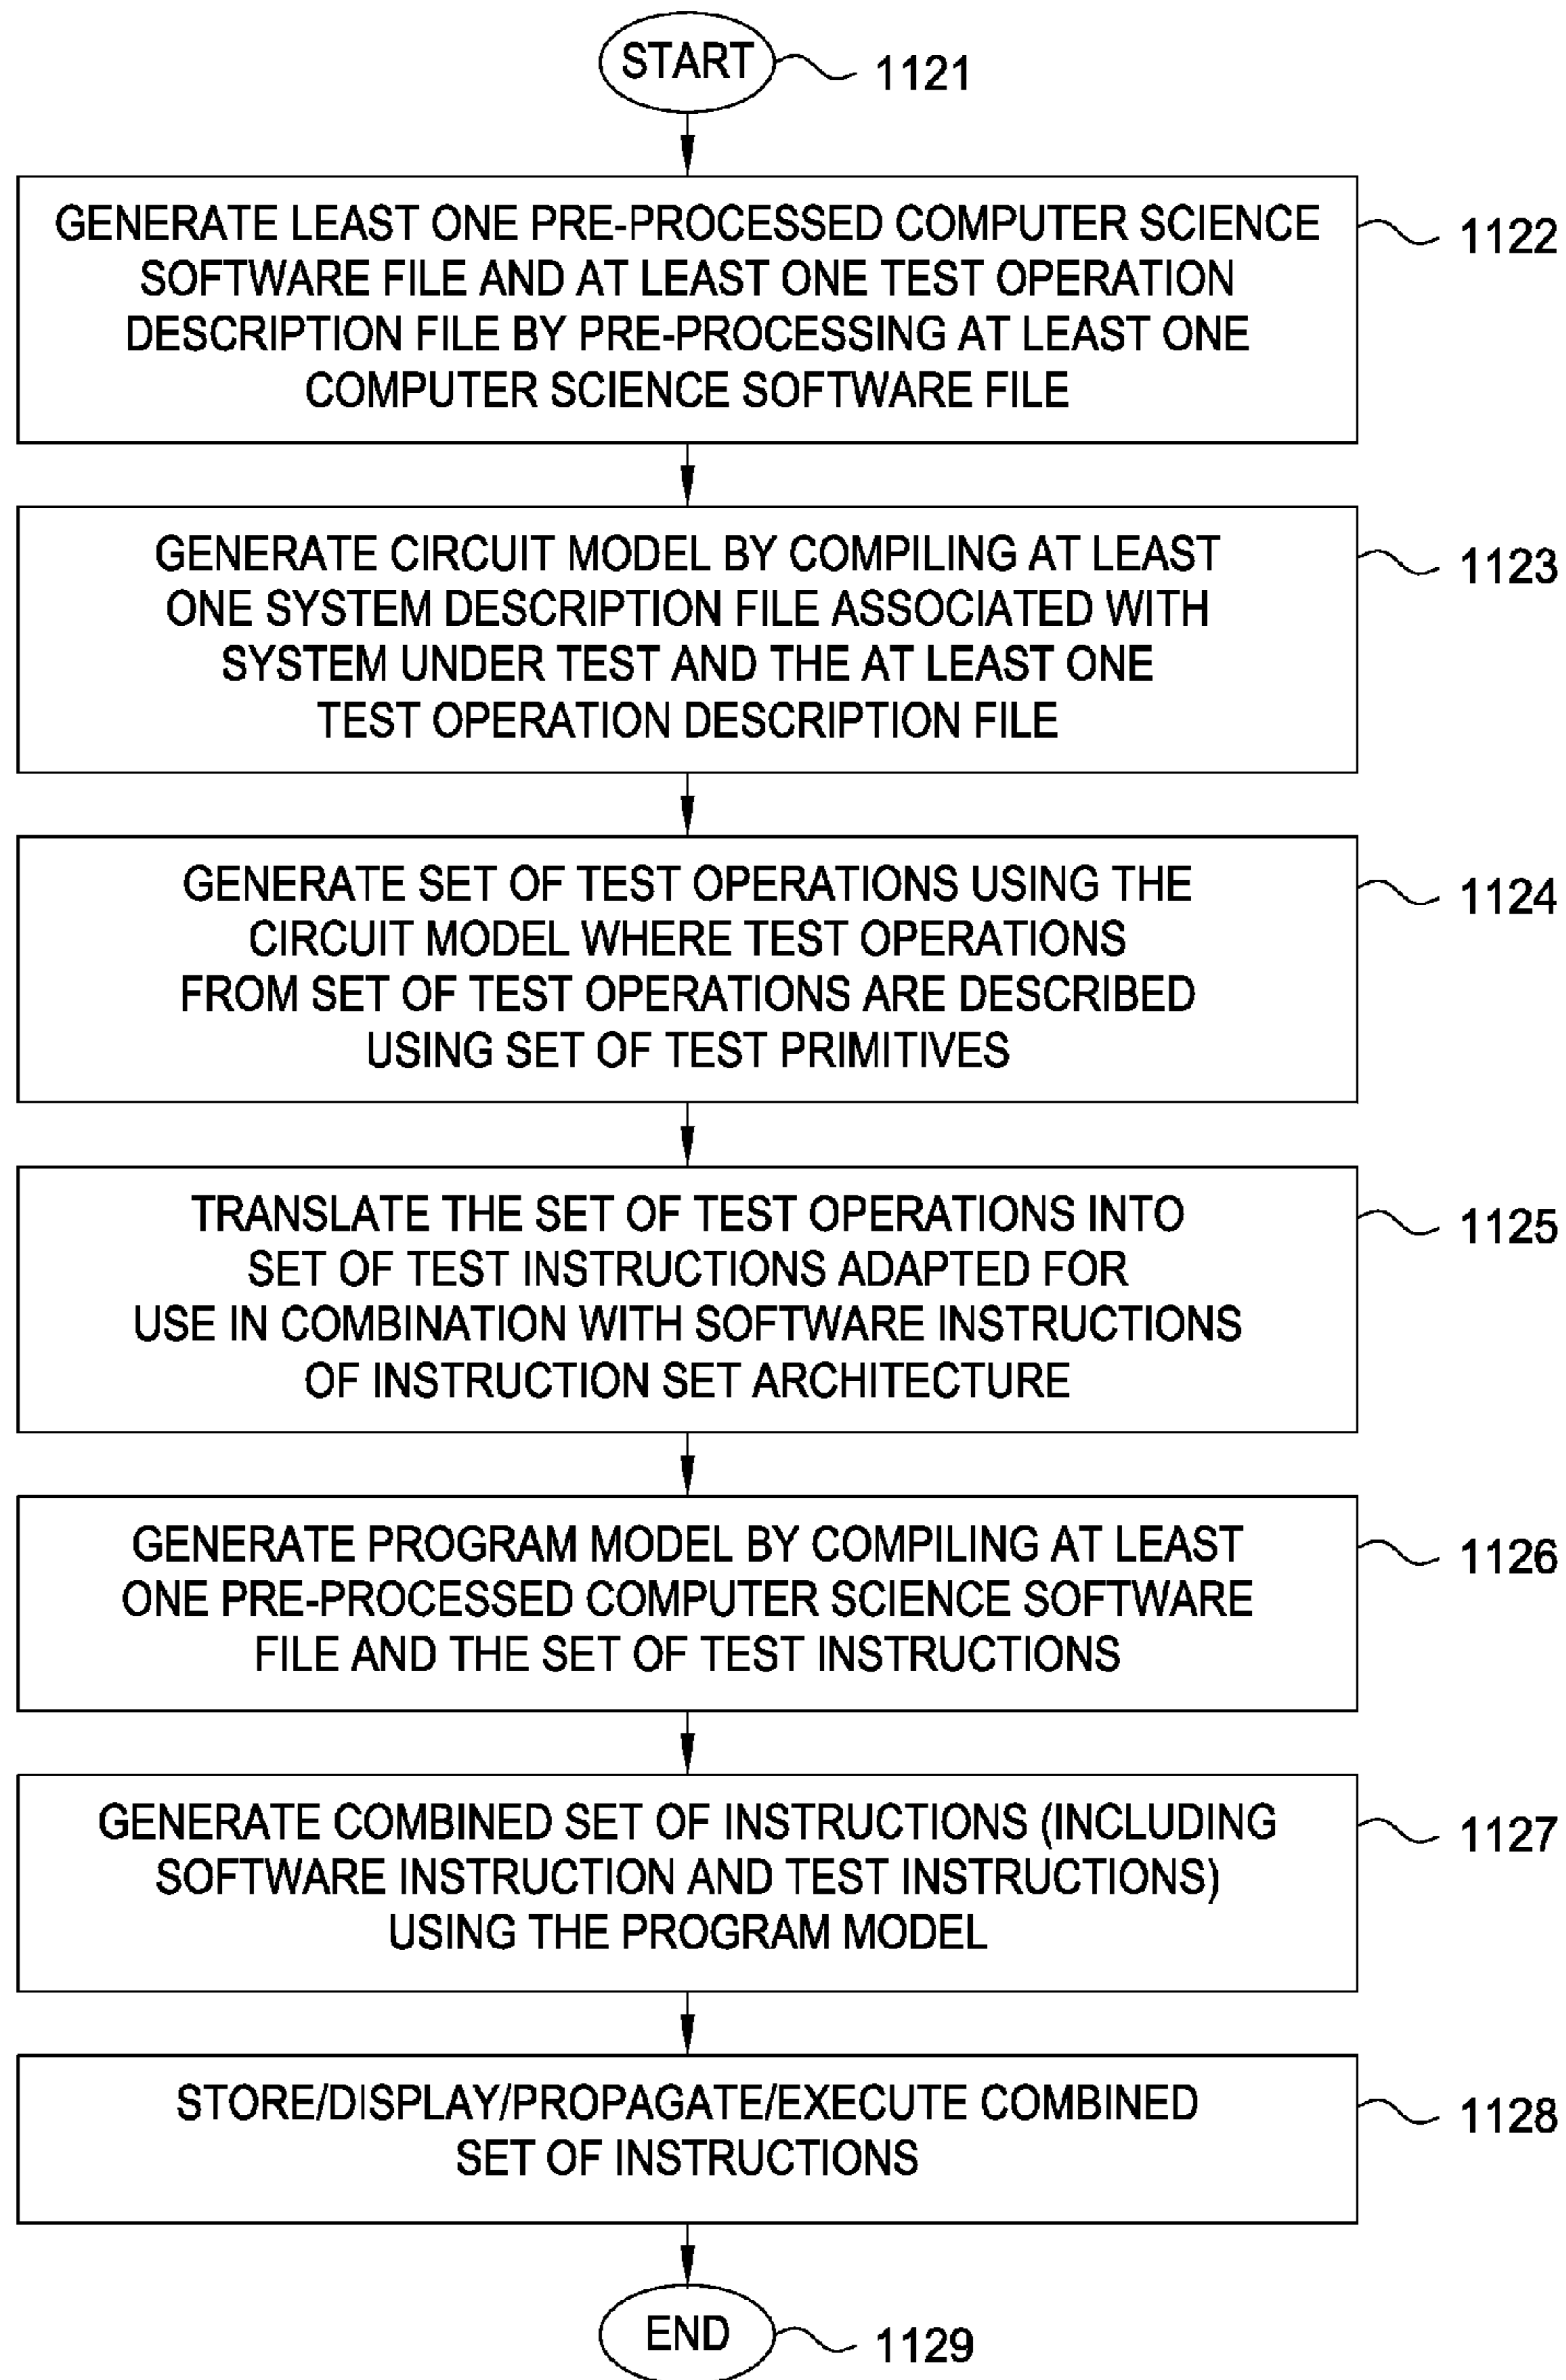 START
1121
GENERATE LEAST ONE PRE-PROCESSED COMPUTER SCIENCE
SOFTWARE FILE AND AT LEAST ONE TEST OPERATION
DESCRIPTION FILE BY PRE-PROCESSING AT LEAST ONE
COMPUTER SCIENCE SOFTWARE FILE
1122
GENERATE CIRCUIT MODEL BY COMPILING AT LEAST
ONE SYSTEM DESCRIPTION FILE ASSOCIATED WITH
SYSTEM UNDER TEST AND THE AT LEAST ONE
TEST OPERATION DESCRIPTION FILE
1123
GENERATE SET OF TEST OPERATIONS USING THE
CIRCUIT MODEL WHERE TEST OPERATIONS
FROM SET OF TEST OPERATIONS ARE DESCRIBED
USING SET OF TEST PRIMITIVES
1124
TRANSLATE THE SET OF TEST OPERATIONS INTO
SET OF TEST INSTRUCTIONS ADAPTED FOR
USE IN COMBINATION WITH SOFTWARE INSTRUCTIONS
OF INSTRUCTION SET ARCHITECTURE
1125
GENERATE PROGRAM MODEL BY COMPILING AT LEAST
ONE PRE-PROCESSED COMPUTER SCIENCE SOFTWARE
FILE AND THE SET OF TEST INSTRUCTIONS
1126
GENERATE COMBINED SET OF INSTRUCTIONS (INCLUDING
SOFTWARE INSTRUCTION AND TEST INSTRUCTIONS)
USING THE PROGRAM MODEL
1127
STORE/DISPLAY/PROPAGATE/EXECUTE COMBINED
SET OF INSTRUCTIONS
1128
END
1129